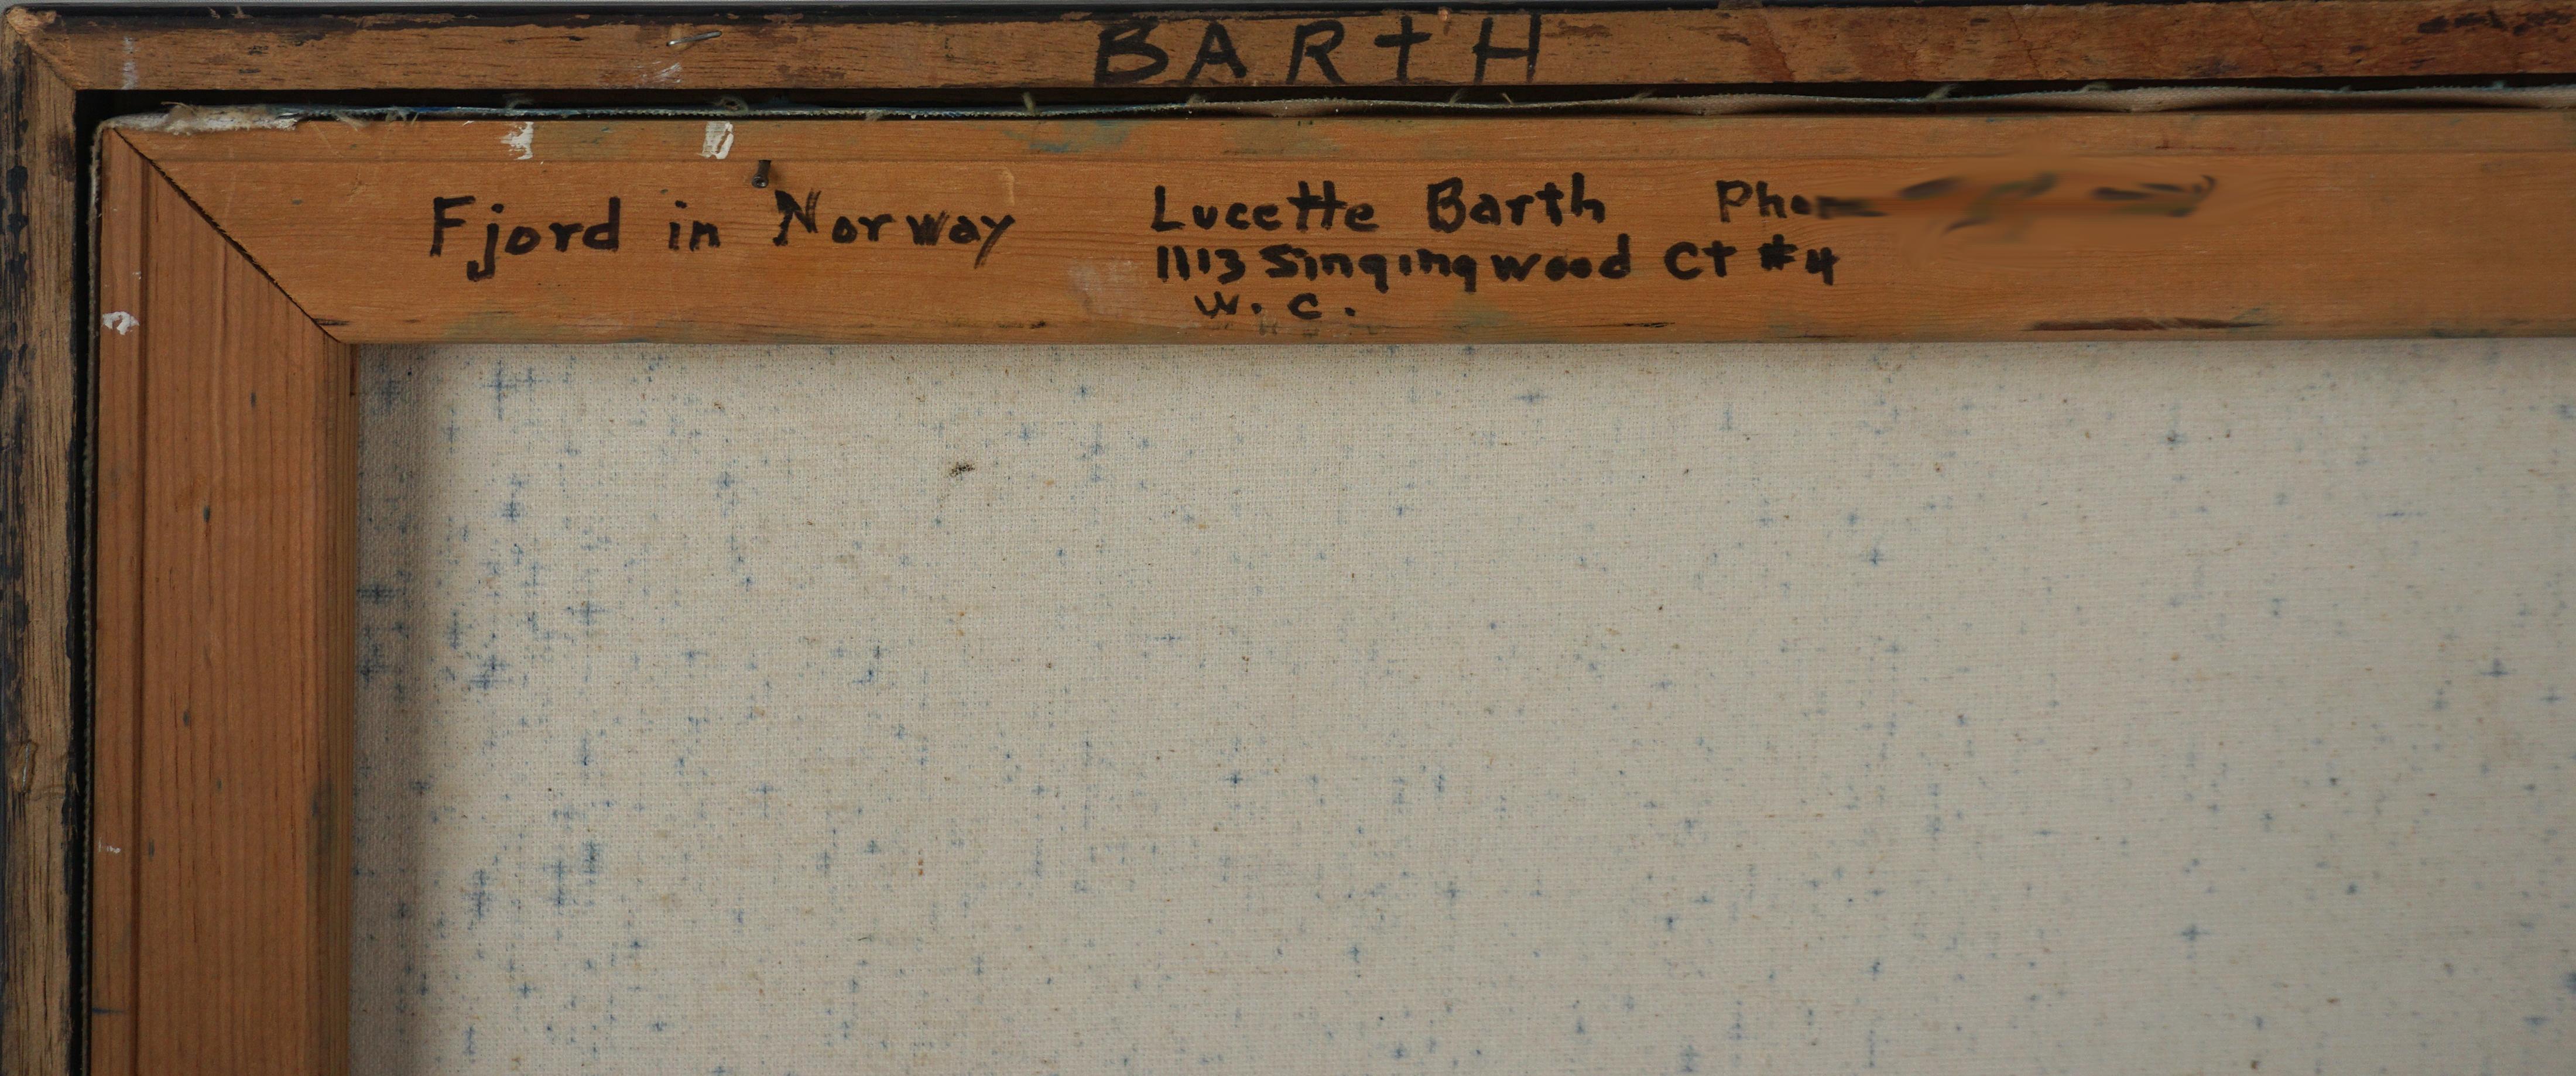 BARtH
Fjord in Norway
Lucette Barth
1113 Singingwood Ct #4
W. C.